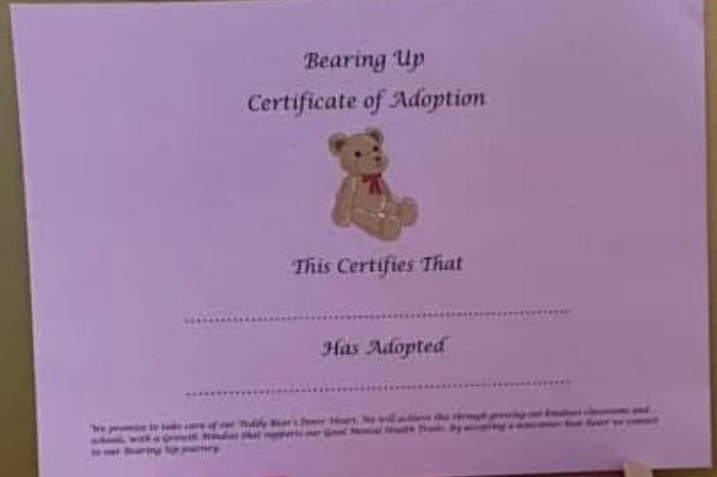 Bearing Up
Certificate of Adoption
This Certifies That
Has Adopted
We promise to take care of our Teddy Bear's Inner Heart. We will achieve this through growing our kindness classrooms and
schools, with a Growth Mindset that supports our Good Mental Health Traits. By accepting a bear heart we commit
to our Bearing Up journey.